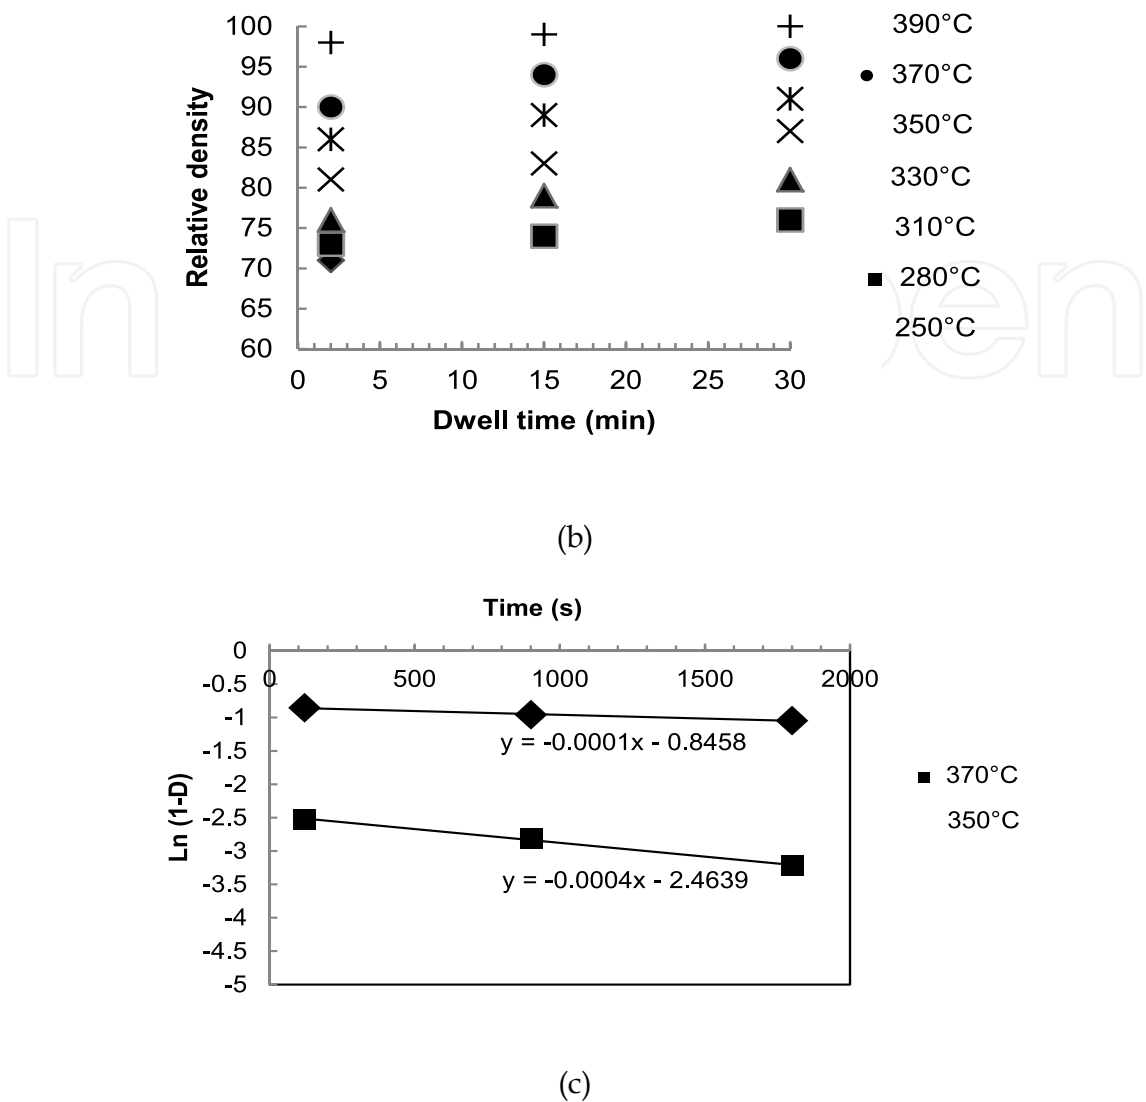 100
95
90
85
80
75
70
65
60
Relative density
0 5 10 15 20 25 30
Dwell time (min)
390°C
370°C
350°C
330°C
310°C
280°C
250°C
(b)
Time (s)
0
-0.5
-1
-1.5
-2
-2.5
-3
-3.5
-4
-4.5
-5
Ln (1-D)
0 500 1000 1500 2000
y = -0.0001x - 0.8458
y = -0.0004x - 2.4639
370°C
350°C
(c)
In
pen